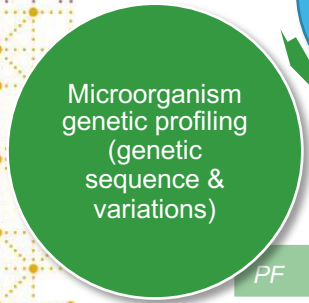 Microorganism
genetic profiling
(genetic
sequence &
variations)
PF